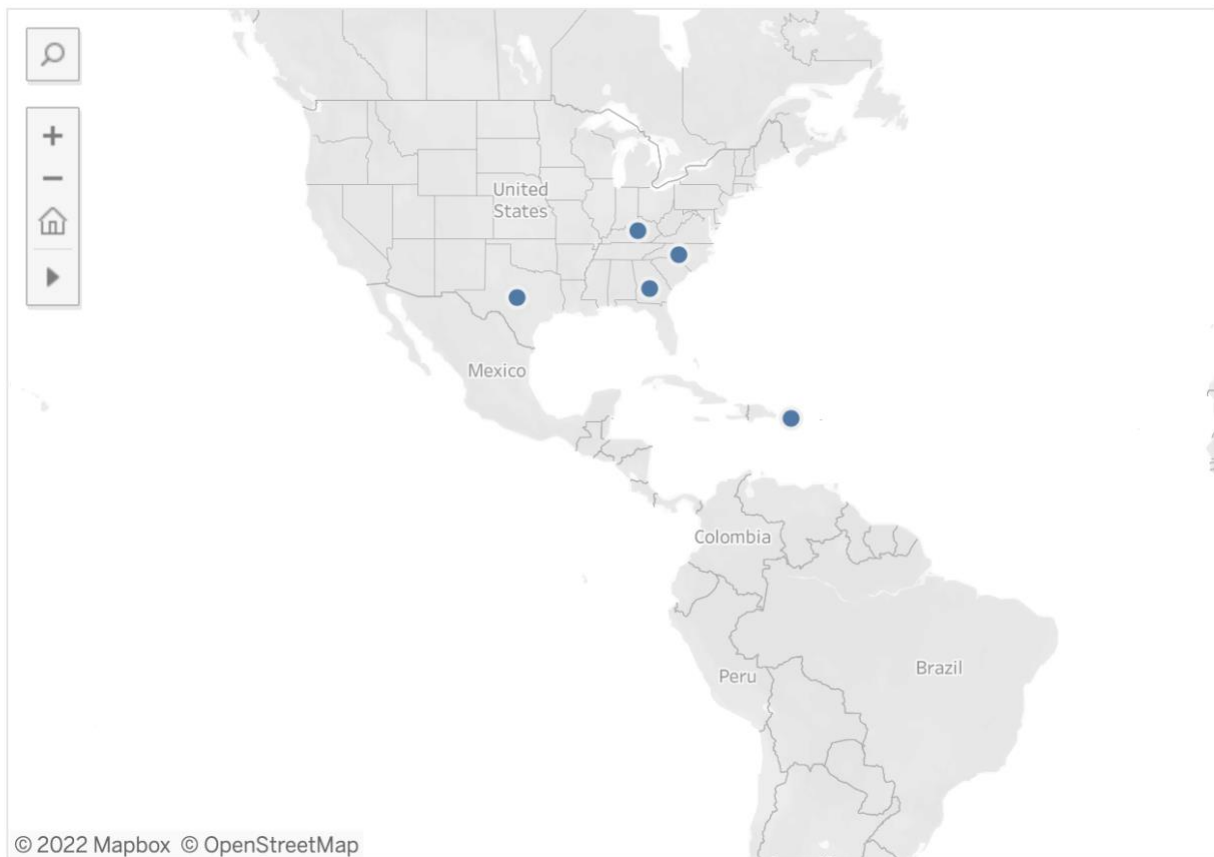 United
States
Mexico
Colombia
Peru
Brazil
© 2022 Mapbox © OpenStreetMap